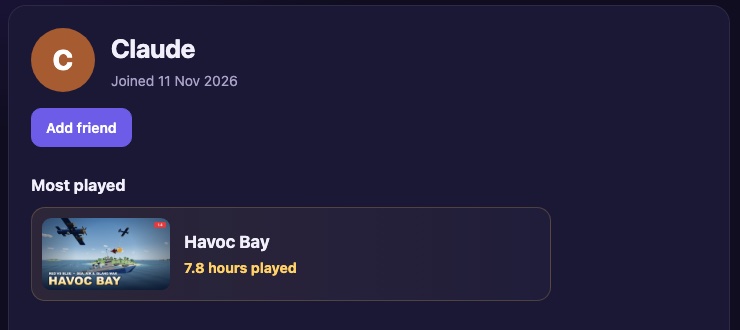 C
Claude
Joined 11 Nov 2026
Add friend
Most played
HAVOC BAY
Havoc Bay
7.8 hours played